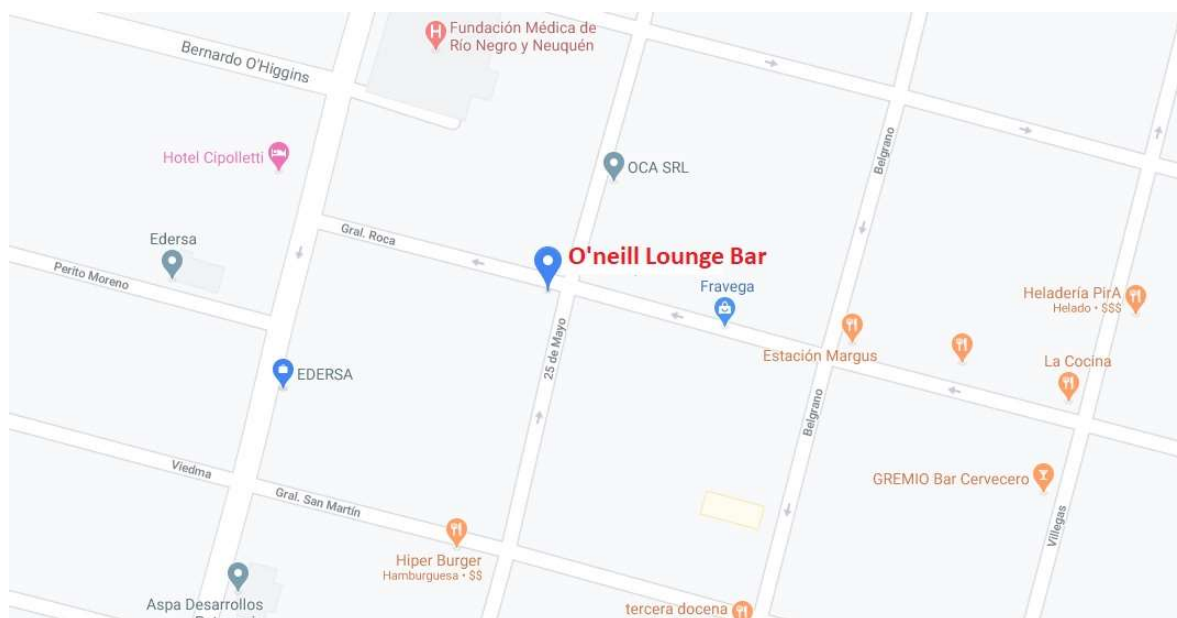 Fundación Médica de
Río Negro y Neuquén
Bernardo O'Higgins
Belgrano
Hotel Cipolletti
OCA SRL
Gral. Roca
Edersa
O'neill Lounge Bar
Perito Moreno
Fravega
Heladería PirA
Helado • $$$
25 de Mayo
Estación Margus
La Cocina
EDERSA
Belgrano
Viedma
GREMIO Bar Cervecero
Gral. San Martín
Villegas
Hiper Burger
Hamburguesa • $$
Aspa Desarrollos
tercera docena